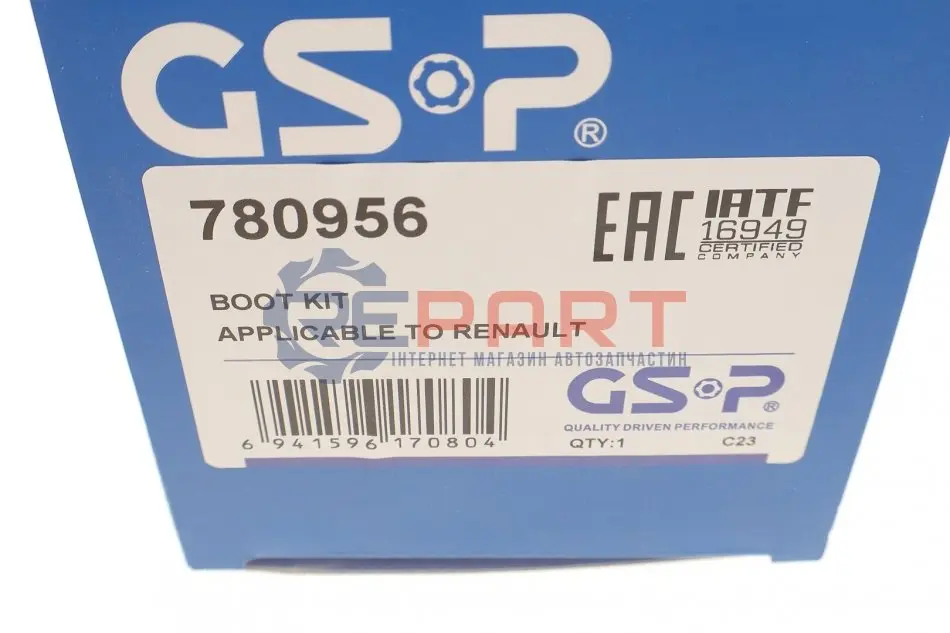 GSP®
780956
EAC
IATF
16949
CERTIFIED
COMPANY
BOOT KIT
APPLICABLE TO RENAULT
REPART
ІНТЕРНЕТ МАГАЗИН АВТОЗАПЧАСТИН
GSP®
QUALITY DRIVEN PERFORMANCE
6 941596 170804
QTY:1
C23